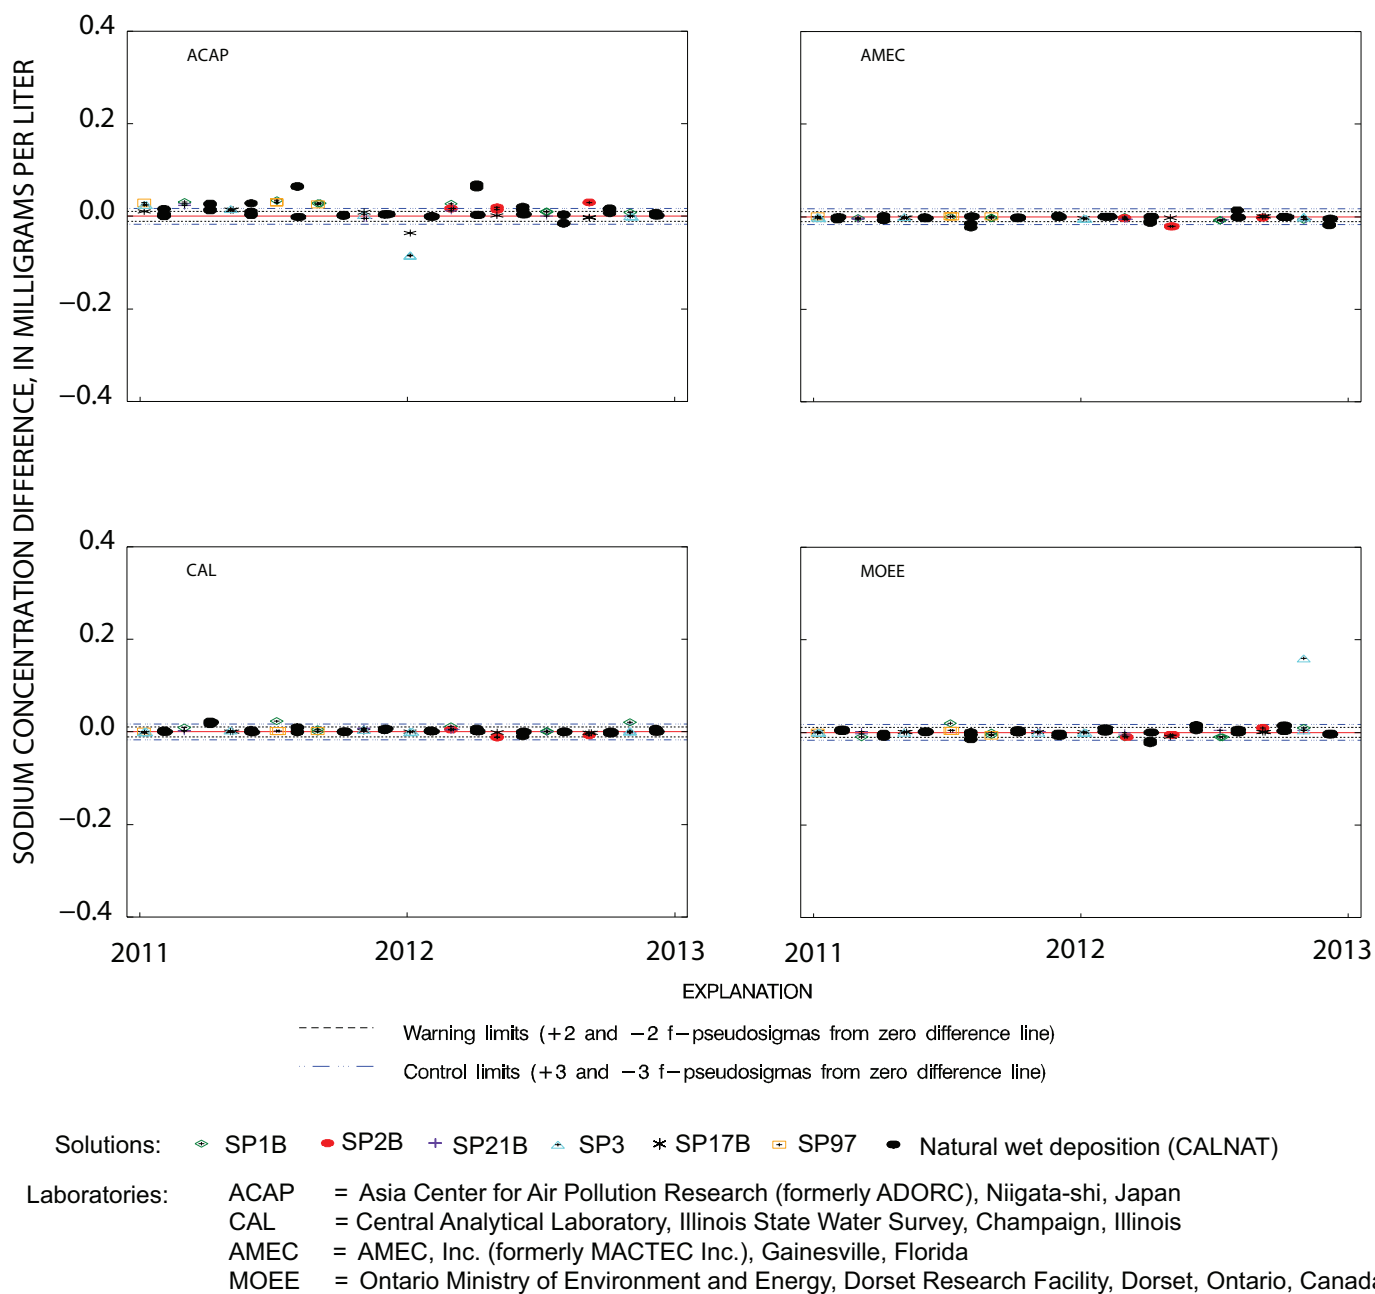 SODIUM CONCENTRATION DIFFERENCE, IN MILLIGRAMS PER LITER
0.4
0.2
0.0
−0.2
−0.4
ACAP
AMEC
0.4
0.2
0.0
−0.2
−0.4
CAL
MOEE
2011 2012 2013
2011 2012 2013
EXPLANATION
Warning limits (+2 and −2 f−pseudosigmas from zero difference line)
Control limits (+3 and −3 f−pseudosigmas from zero difference line)
Solutions: SP1B SP2B SP21B SP3 SP17B SP97 Natural wet deposition (CALNAT)
Laboratories: ACAP = Asia Center for Air Pollution Research (formerly ADORC), Niigata-shi, Japan
CAL = Central Analytical Laboratory, Illinois State Water Survey, Champaign, Illinois
AMEC = AMEC, Inc. (formerly MACTEC Inc.), Gainesville, Florida
MOEE = Ontario Ministry of Environment and Energy, Dorset Research Facility, Dorset, Ontario, Canada